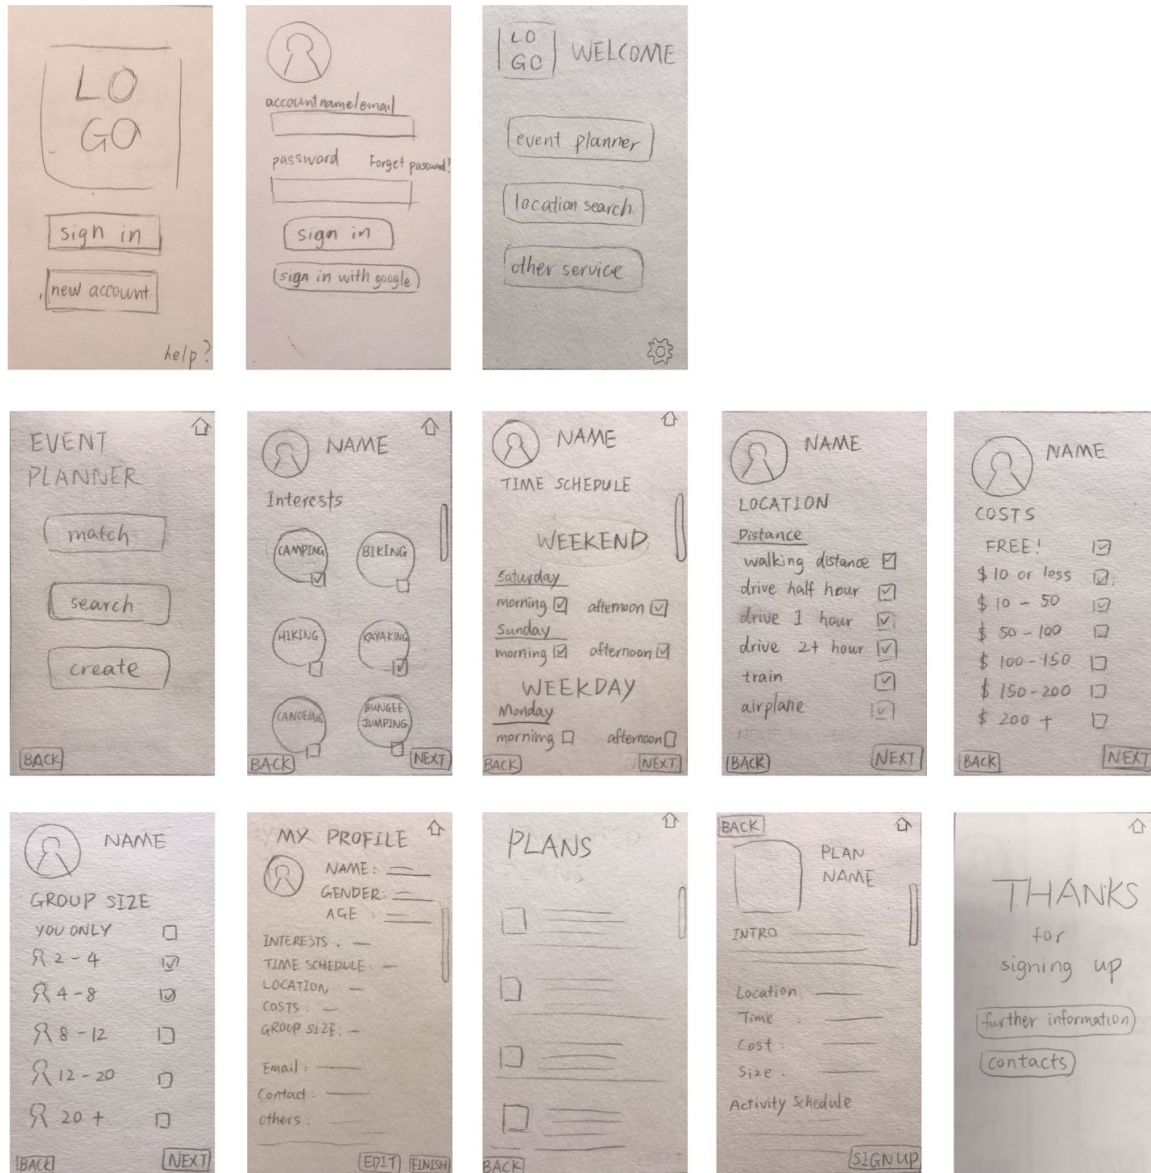 LO
GO
sign in
new account
help?
account name/email
password Forget password?
sign in
sign in with google
LO
GO
WELCOME
event planner
location search
other service
EVENT
PLANNER
match
search
create
BACK
NAME
Interests
CAMPING BIKING
HIKING KAYAKING
CANOEING BUNGEE
JUMPING
BACK NEXT
NAME
TIME SCHEDULE
WEEKEND
Saturday
morning afternoon
Sunday
morning afternoon
WEEKDAY
Monday
morning afternoon
BACK NEXT
NAME
LOCATION
Distance
walking distance
drive half hour
drive 1 hour
drive 2+ hour
train
airplane
BACK NEXT
NAME
COSTS
FREE!
$10 or less
$10 - 50
$50 - 100
$100-150
$150-200
$200 +
BACK NEXT
NAME
GROUP SIZE
YOU ONLY
2 - 4
4 - 8
8 - 12
12 - 20
20 +
BACK NEXT
MY PROFILE
NAME:
GENDER:
AGE :
INTERESTS .
TIME SCHEDULE .
LOCATION
COSTS .
GROUP SIZE.
Email :
Contact :
others .
EDIT FINISH
PLANS
BACK
BACK
PLAN
NAME
INTRO
Location.
Time .
Cost .
Size .
Activity Schedule
SIGN UP
THANKS
for
signing up
further information
contacts